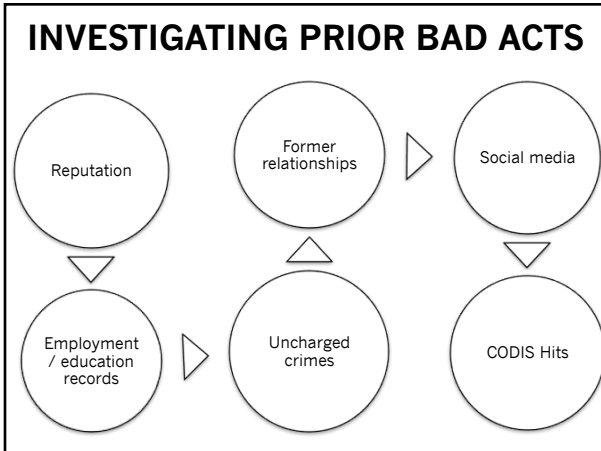 INVESTIGATING PRIOR BAD ACTS
Reputation
Employment
/ education
records
Uncharged
crimes
Former
relationships
Social media
CODIS Hits